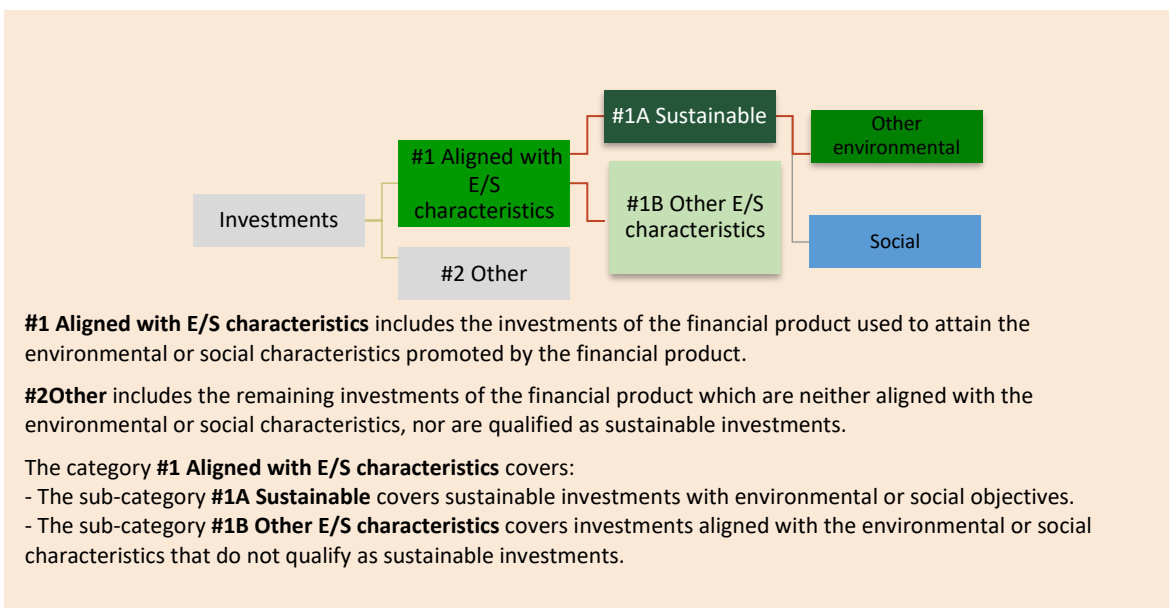 #1A Sustainable
Other
environmental
#1 Aligned with
E/S
characteristics
#1B Other E/S
characteristics
Investments
Social
#2 Other
#1 Aligned with E/S characteristics includes the investments of the financial product used to attain the
environmental or social characteristics promoted by the financial product.
#2Other includes the remaining investments of the financial product which are neither aligned with the
environmental or social characteristics, nor are qualified as sustainable investments.
The category #1 Aligned with E/S characteristics covers:
- The sub-category #1A Sustainable covers sustainable investments with environmental or social objectives.
- The sub-category #1B Other E/S characteristics covers investments aligned with the environmental or social
characteristics that do not qualify as sustainable investments.